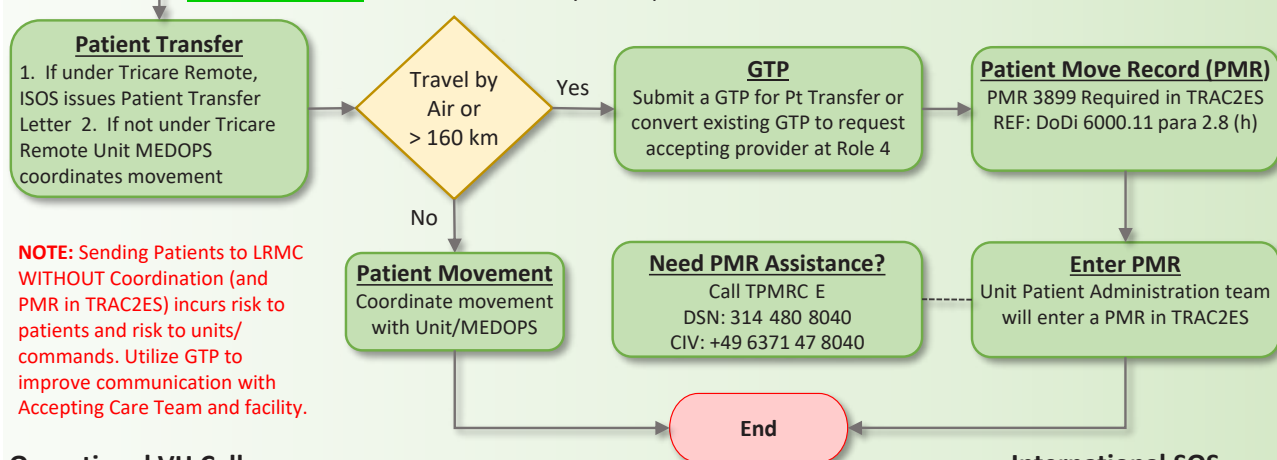 Patient Transfer
1. If under Tricare Remote,
ISOS issues Patient Transfer
Letter 2. If not under Tricare
Remote Unit MEDOPS
coordinates movement
Travel by
Air or
> 160 km
Yes
No
GTP
Submit a GTP for Pt Transfer or
convert existing GTP to request
accepting provider at Role 4
Patient Move Record (PMR)
PMR 3899 Required in TRAC2ES
REF: DoDi 6000.11 para 2.8 (h)
NOTE: Sending Patients to LRMC
WITHOUT Coordination (and
PMR in TRAC2ES) incurs risk to
patients and risk to units/
commands. Utilize GTP to
improve communication with
Accepting Care Team and facility.
Patient Movement
Coordinate movement
with Unit/MEDOPS
Need PMR Assistance?
Call TPMRC E
DSN: 314 480 8040
CIV: +49 6371 47 8040
Enter PMR
Unit Patient Administration team
will enter a PMR in TRAC2ES
End
International SOS